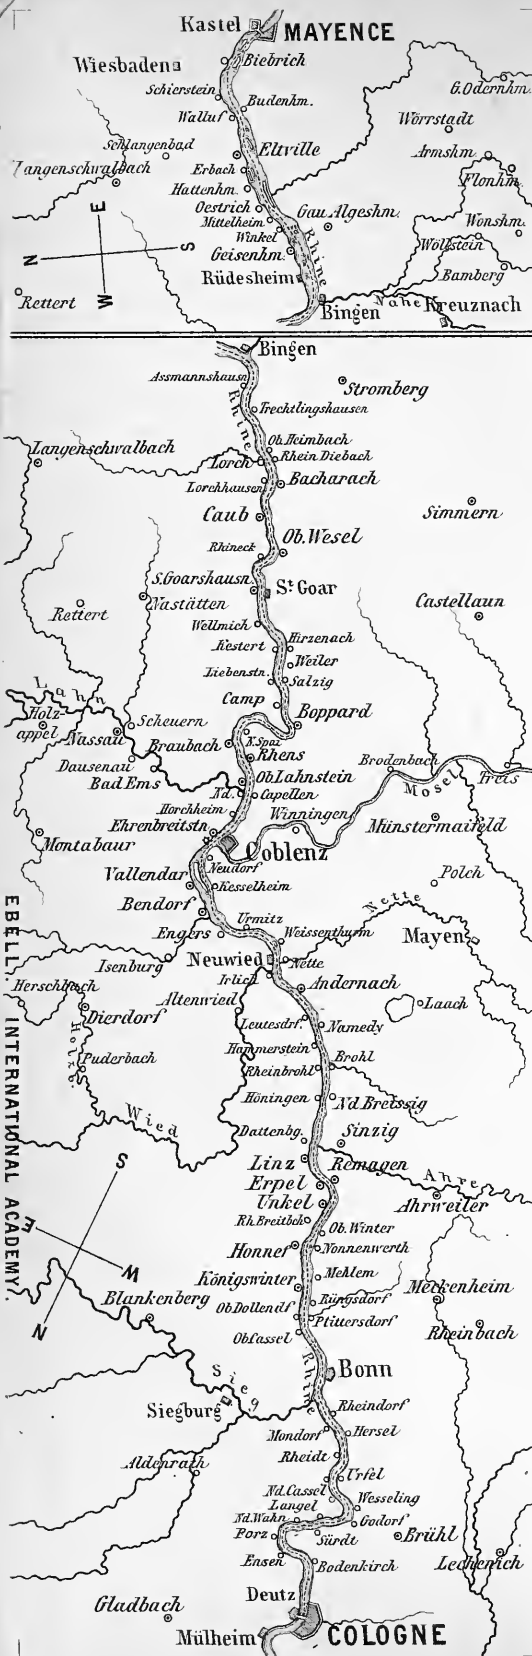 Kastel
MAYENCE
Wiesbaden
Biebrich
Schierstein
G. Odernhm.
Budenhm.
Walluf
Wörrstadt
Schlangenbad
Eltville
Armshm
Langenschwalbach
Erbach
Flonhm.
Hattenhm.
Oestrich
Gau Algeshm.
Mittelheim
Wonshm.
Winkel
Rhine
Wöllstein
E
N
S
W
Geisenhm.
Rüdesheim
Bamberg
Rettert
Bingen
Nahe
Kreuznach
Bingen
Assmannshausn
Stromberg
Rhine
Trechtlingshausen
Ob. Heimbach
Langenschwalbach
Rhein Diebach
Lorch
Bacharach
Lorchhausen
Simmern
Caub
Ob. Wesel
Rhineck
S. Goarshausn
St Goar
Nastätten
Castellaun
Rettert
Wellmich
Hirzenach
Kestert
Weiler
Liebenstn.
Salzig
Lahn
Camp
Boppard
Holz-
appel
Scheuern
Nassau
Braubach
N. Spai
Rhens
Dausenau
Brodenbach
Bad Ems
Ob. Lahnstein
Mosel
Treis
Nd.
Capellen
Horchheim
Winningen
Ehrenbreitstn
Münstermaifeld
Montabaur
Coblenz
Neudorf
Vallendar
Kesselheim
Polch
Bendorf
Nette
Urmitz
Engers
Weissenthurm
Mayen
Isenburg
Neuwied
Nette
Irlich
Herschbach
Andernach
Altenwied
Laach
Dierdorf
Leutesdrf.
Namedy
Holtz.
Hammerstein
Brohl
Puderbach
Rheinbrohl
Höningen
Nd. Breissig
Wied
Dattenbg.
Sinzig
Linz
Remagen
Ahre
Erpel
Unkel
Ahrweiler
Rh. Breitbch
Ob. Winter
S
E
W
N
Honnef
Nonnenwerth
Mehlem
Königswinter
Meckenheim
Blankenberg
Rüngsdorf
Ob Dollendf
Plittersdorf
Rheinbach
Ob. Cassel
Rhine
Bonn
Sieg
Siegburg
Rheindorf
Mondorf
Hersel
Aldenrath
Rheidt
Urfel
Nd. Cassel
Wesseling
Langel
Nd. Wahn
Godorf
Porz
Sürdt
Brühl
Ensen
Bodenkirch
Lechenich
Deutz
Gladbach
Mülheim
COLOGNE
EBELL, INTERNATIONAL ACADEMY.